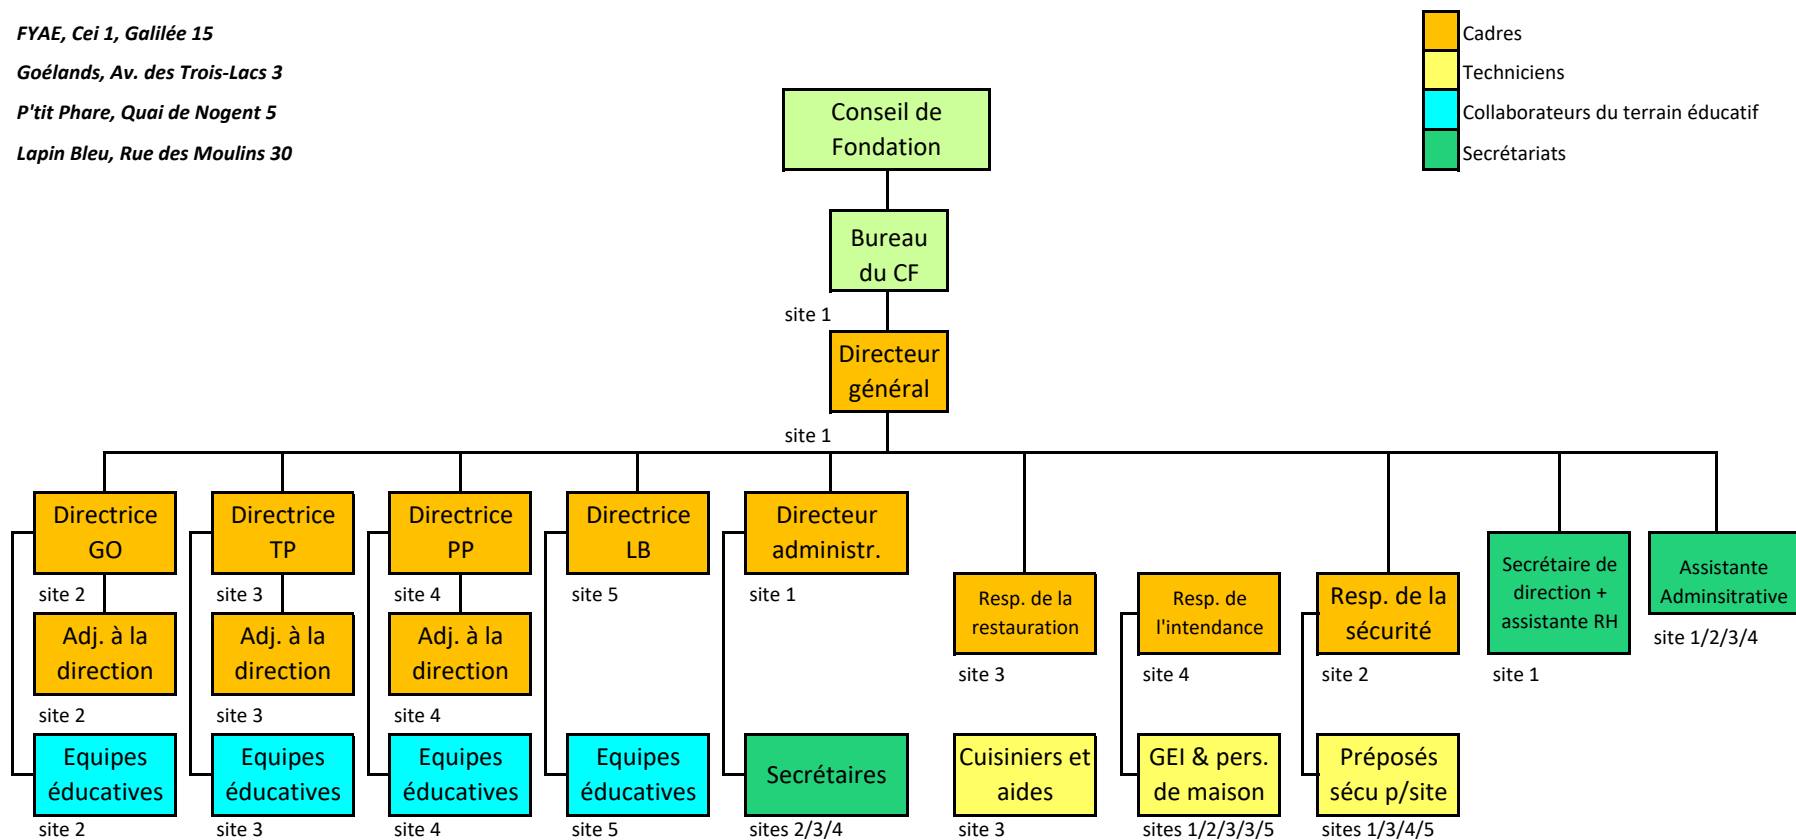 FYAE, Cei 1, Galilée 15
Goélands, Av. des Trois-Lacs 3
P'tit Phare, Quai de Nogent 5
Lapin Bleu, Rue des Moulins 30
Cadres
Techniciens
Collaborateurs du terrain éducatif
Secrétariats
Conseil de
Fondation
Bureau
du CF
site 1
Directeur
général
site 1
Directrice
GO
site 2
Directrice
TP
site 3
Directrice
PP
site 4
Directrice
LB
site 5
Directeur
administr.
site 1
Resp. de la
restauration
site 3
Resp. de
l'intendance
site 4
Resp. de la
sécurité
site 2
Secrétaire de
direction +
assistante RH
site 1
Assistante
Adminsitrative
site 1/2/3/4
Adj. à la
direction
site 2
Adj. à la
direction
site 3
Adj. à la
direction
site 4
Equipes
éducatives
site 2
Equipes
éducatives
site 3
Equipes
éducatives
site 4
Equipes
éducatives
site 5
Secrétaires
sites 2/3/4
Cuisiniers et
aides
site 3
GEI & pers.
de maison
sites 1/2/3/3/5
Préposés
sécu p/site
sites 1/3/4/5